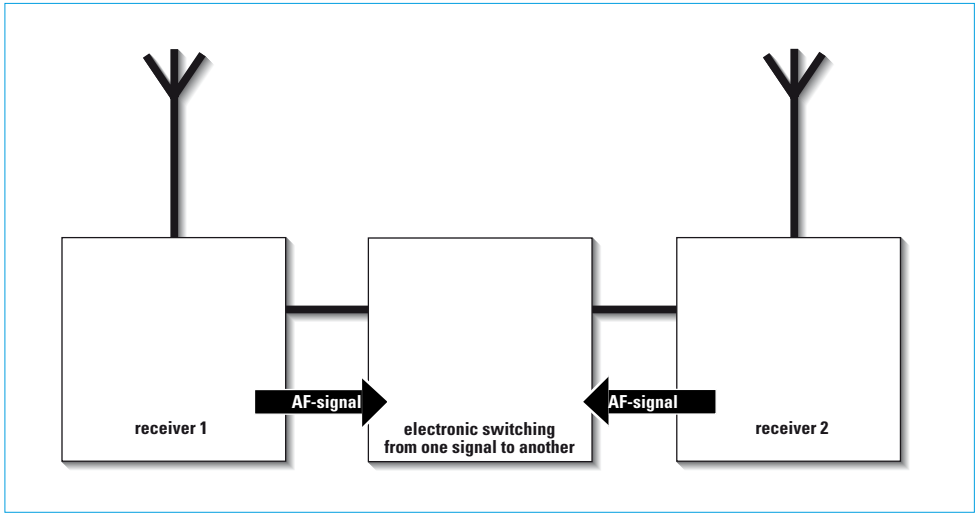 AF-signal
AF-signal
receiver 1
electronic switching
from one signal to another
receiver 2